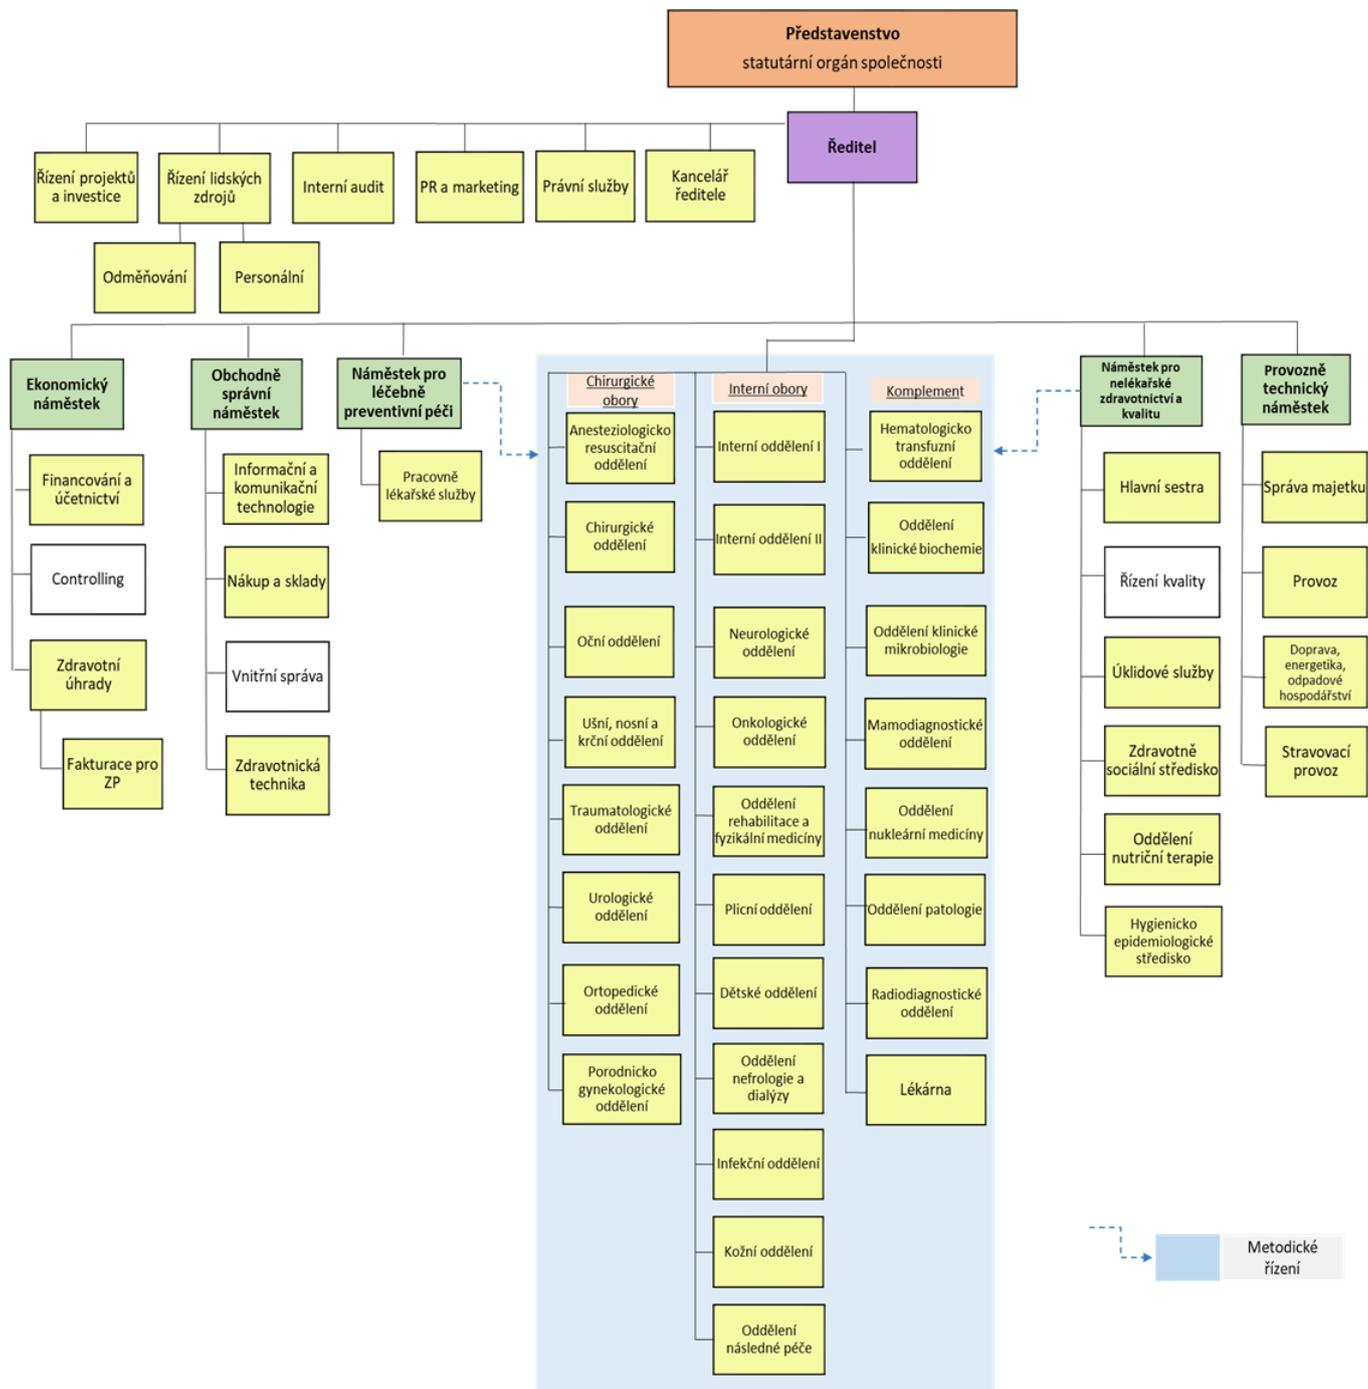 Představenstvo
statutární orgán společnosti
Ředitel
Řízení projektů
a investice
Řízení lidských
zdrojů
Interní audit
PR a marketing
Právní služby
Kancelář
ředitele
Odměňování
Personální
Ekonomický
náměstek
Financování a
účetnictví
Controlling
Zdravotní
úhrady
Fakturace pro
ZP
Obchodně
správní
náměstek
Informační a
komunikační
technologie
Nákup a sklady
Vnitřní správa
Zdravotnická
technika
Náměstek pro
léčebně
preventivní péči
Pracovně
lékařské služby
Chirurgické
obory
Anesteziologicko
resuscitační
oddělení
Chirurgické
oddělení
Oční oddělení
Ušní, nosní a
krční oddělení
Traumatologické
oddělení
Urologické
oddělení
Ortopedické
oddělení
Porodnicko
gynekologické
oddělení
Interní obory
Interní oddělení I
Interní oddělení II
Neurologické
oddělení
Onkologické
oddělení
Oddělení
rehabilitace a
fyzikální medicíny
Plicní oddělení
Dětské oddělení
Oddělení
nefrologie a
dialýzy
Infekční oddělení
Kožní oddělení
Oddělení
následné péče
Komplement
Hematologicko
transfuzní
oddělení
Oddělení
klinické biochemie
Oddělení klinické
mikrobiologie
Mamodiagnostické
oddělení
Oddělení
nukleární medicíny
Oddělení patologie
Radiodiagnostické
oddělení
Lékárna
Náměstek pro
nelékařské
zdravotnictví a
kvalitu
Hlavní sestra
Řízení kvality
Úklidové služby
Zdravotně
sociální středisko
Oddělení
nutriční terapie
Hygienicko
epidemiologické
středisko
Provozně
technický
náměstek
Správa majetku
Provoz
Doprava,
energetika,
odpadové
hospodářství
Stravovací
provoz
Metodické
řízení